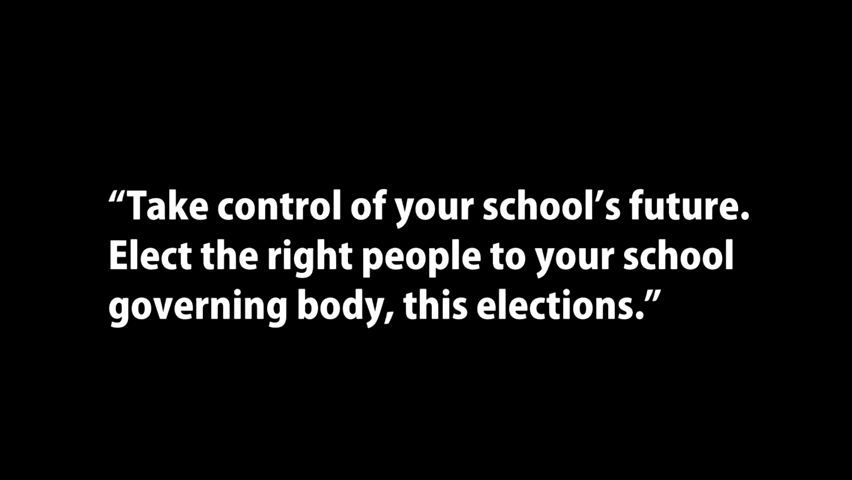 “Take control of your school’s future.
Elect the right people to your school
governing body, this elections.”